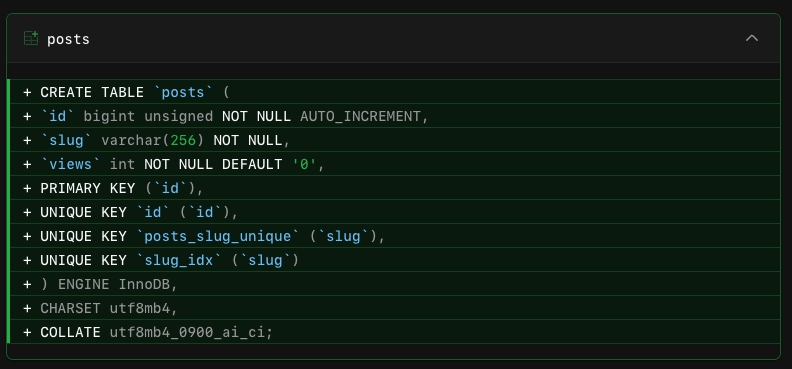 posts
+ CREATE TABLE `posts` (
+ `id` bigint unsigned NOT NULL AUTO_INCREMENT,
+ `slug` varchar(256) NOT NULL,
+ `views` int NOT NULL DEFAULT '0',
+ PRIMARY KEY (`id`),
+ UNIQUE KEY `id` (`id`),
+ UNIQUE KEY `posts_slug_unique` (`slug`),
+ UNIQUE KEY `slug_idx` (`slug`)
+ ) ENGINE InnoDB,
+ CHARSET utf8mb4,
+ COLLATE utf8mb4_0900_ai_ci;